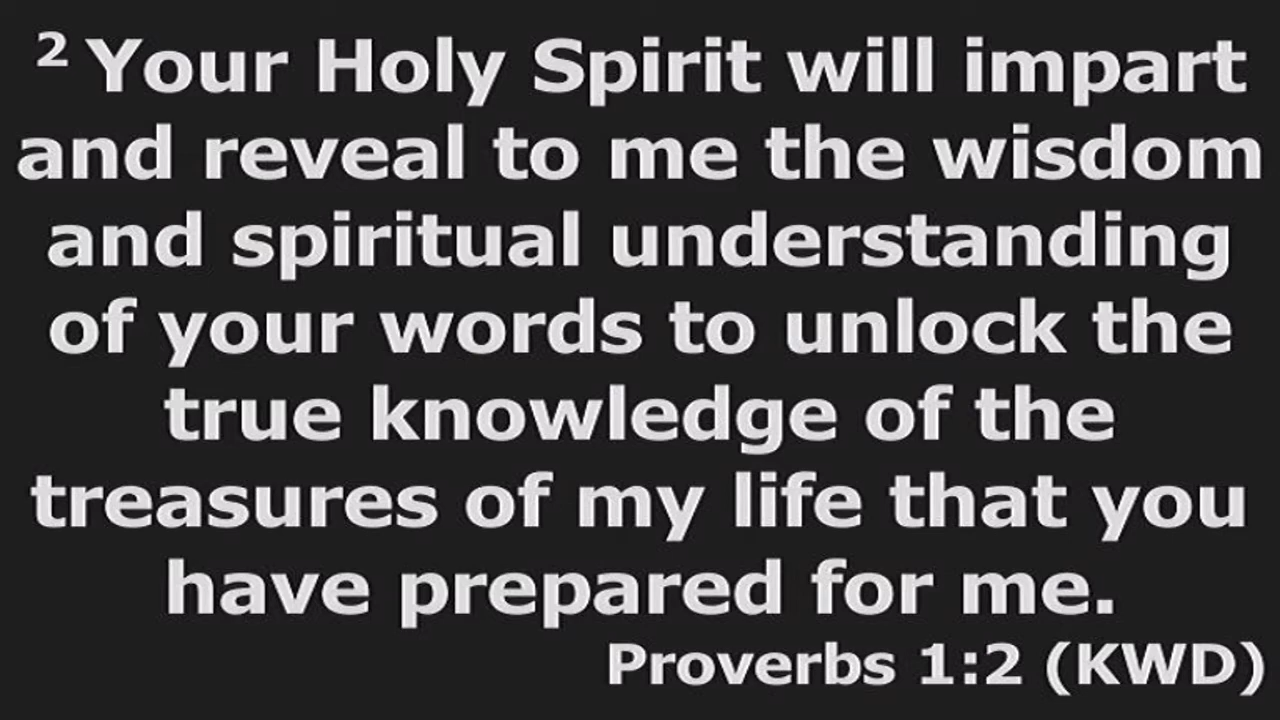 ² Your Holy Spirit will impart
and reveal to me the wisdom
and spiritual understanding
of your words to unlock the
true knowledge of the
treasures of my life that you
have prepared for me.
Proverbs 1:2 (KWD)